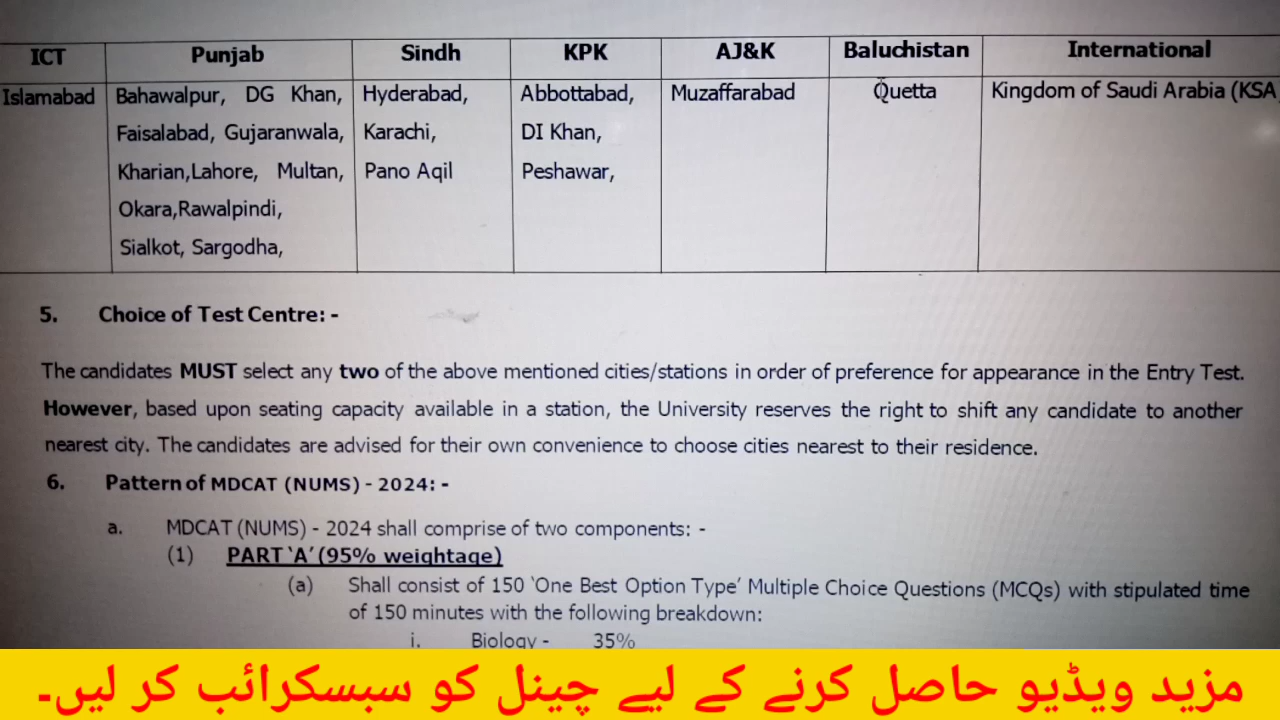 ICT Punjab Sindh KPK AJ&K Baluchistan International
Islamabad Bahawalpur, DG Khan, Hyderabad, Abbottabad, Muzaffarabad Quetta Kingdom of Saudi Arabia (KSA
Faisalabad, Gujaranwala, Karachi, DI Khan,
Kharian,Lahore, Multan, Pano Aqil Peshawar,
Okara,Rawalpindi,
Sialkot, Sargodha,
5. Choice of Test Centre: -
The candidates MUST select any two of the above mentioned cities/stations in order of preference for appearance in the Entry Test.
However, based upon seating capacity available in a station, the University reserves the right to shift any candidate to another
nearest city. The candidates are advised for their own convenience to choose cities nearest to their residence.
6. Pattern of MDCAT (NUMS) - 2024: -
a. MDCAT (NUMS) - 2024 shall comprise of two components: -
(1) PART ‘A’ (95% weightage)
(a) Shall consist of 150 ‘One Best Option Type’ Multiple Choice Questions (MCQs) with stipulated time
of 150 minutes with the following breakdown:
i. Biology - 35%
مزید ویڈیو حاصل کرنے کے لیے چینل کو سبسکرائب کر لیں۔